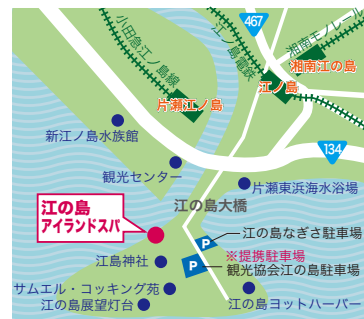 467
小田急江ノ島線
江ノ島電鉄
湘南モノレール
湘南江の島
江ノ島
片瀬江ノ島
新江ノ島水族館
134
観光センター
片瀬東浜海水浴場
江の島
アイランドスパ
江の島大橋
P
江の島なぎさ駐車場
※提携駐車場
P
観光協会江の島駐車場
江島神社
サムエル・コッキング苑
江の島展望灯台
江の島ヨットハーバー